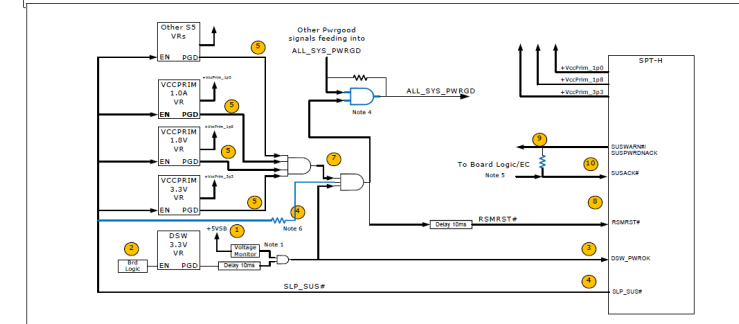 Other S5
VRs
EN PGD
5
Other Pwrgood
signals feeding into
ALL_SYS_PWRGD
ALL_SYS_PWRGD
Note 4
SPT-H
+VccPrim_1p0
+VccPrim_1p8
+VccPrim_3p3
VCCPRIM
1.0A
VR
EN PGD
+VccPrim_1p0
5
VCCPRIM
1.8V
VR
EN PGD
+VccPrim_1p8
5
VCCPRIM
3.3V
VR
EN PGD
+VccPrim_3p3
5
7
4
Note 6
9
SUSWARN#/
SUSPWRDNACK
To Board Logic/EC
Note 5
10
SUSACK#
8
Delay 10ms
RSMRST#
RSMRST#
+5VSB
1
Voltage
Monitor
Note 1
2
Brd
Logic
DSW
3.3V
VR
EN PGD
Delay 10ms
3
DSW_PWROK
4
SLP_SUS#
SLP_SUS#